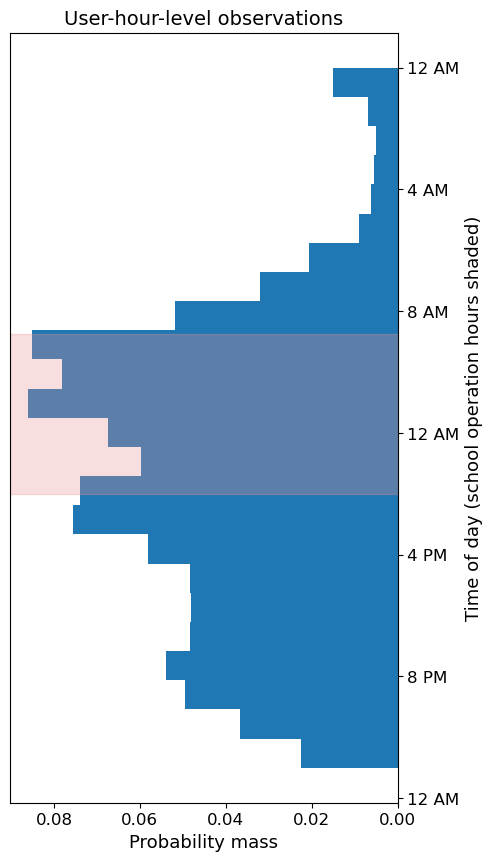 User-hour-level observations
12 AM
4 AM
8 AM
12 AM
4 PM
8 PM
12 AM
Time of day (school operation hours shaded)
0.08 0.06 0.04 0.02 0.00
Probability mass